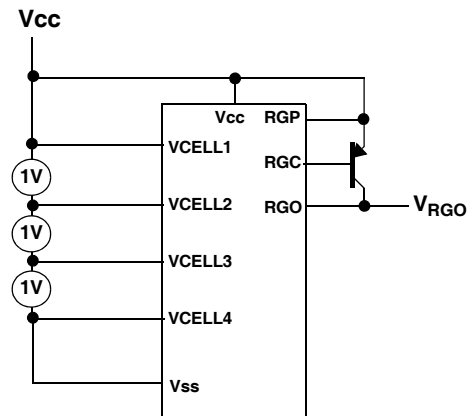 Vcc
Vcc
RGP
VCELL1
1V
RGC
VCELL2
RGO
VRGO
1V
VCELL3
1V
VCELL4
Vss